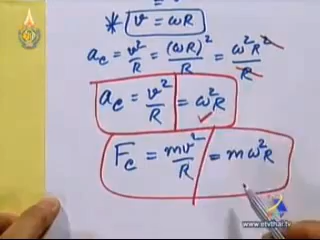 * v = ωR
a_c = v²/R = (ωR)²/R = ω²R²/R
a_c = v²/R = ω²R
F_c = mv²/R = mω²R
www.etvthai.tv